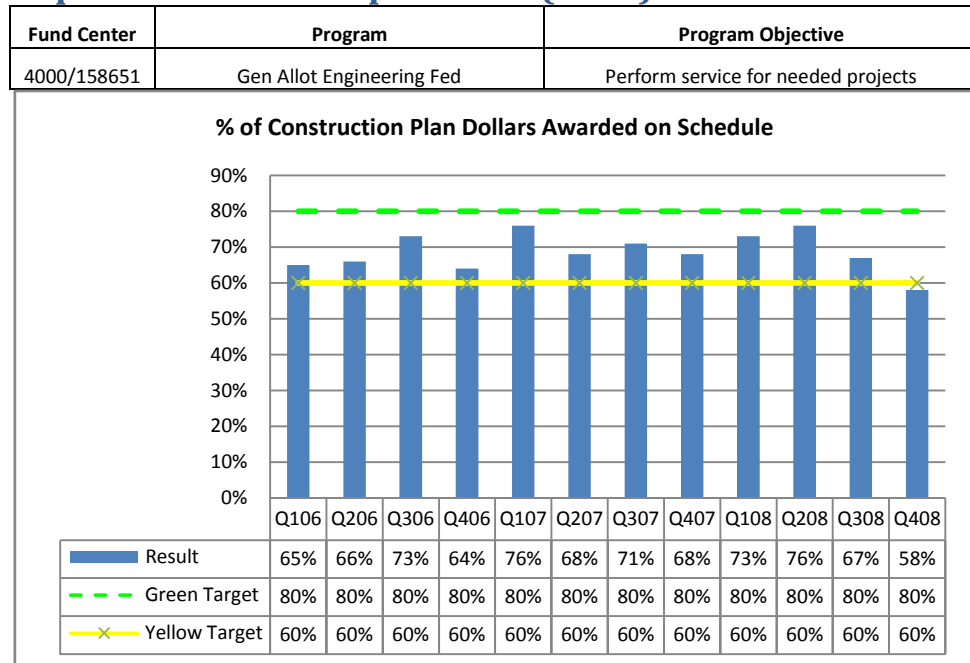 Fund Center Program Program Objective
4000/158651 Gen Allot Engineering Fed Perform service for needed projects
% of Construction Plan Dollars Awarded on Schedule
90%
80%
70%
60%
50%
40%
30%
20%
10%
0%
Q106 Q206 Q306 Q406 Q107 Q207 Q307 Q407 Q108 Q208 Q308 Q408
Result 65% 66% 73% 64% 76% 68% 71% 68% 73% 76% 67% 58%
Green Target 80% 80% 80% 80% 80% 80% 80% 80% 80% 80% 80% 80%
Yellow Target 60% 60% 60% 60% 60% 60% 60% 60% 60% 60% 60% 60%